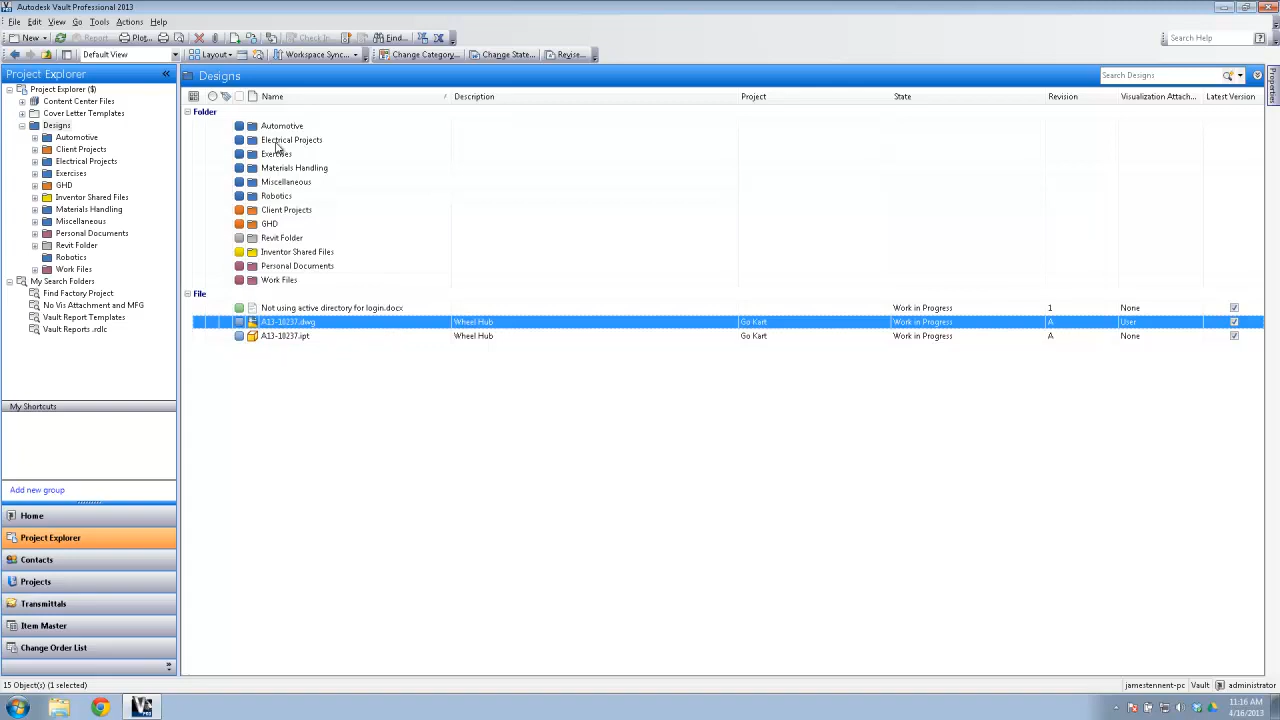 Autodesk Vault Professional 2013
File Edit View Go Tools Actions Help
New Report Plot... Check In Find... Search Help
Default View Layout Workspace Sync... Change Category... Change State... Revise...
Project Explorer «
Designs
Search Designs
Properties
Project Explorer ($)
Content Center Files
Cover Letter Templates
Designs
Automotive
Client Projects
Electrical Projects
Exercises
GHD
Inventor Shared Files
Materials Handling
Miscellaneous
Personal Documents
Revit Folder
Robotics
Work Files
My Search Folders
Find Factory Project
No Vis Attachment and MFG
Vault Report Templates
Vault Reports .rdlc
My Shortcuts
Add new group
Home
Project Explorer
Contacts
Projects
Transmittals
Item Master
Change Order List
Name Description Project State Revision Visualization Attach... Latest Version
Folder
Automotive
Electrical Projects
Exercises
Materials Handling
Miscellaneous
Robotics
Client Projects
GHD
Revit Folder
Inventor Shared Files
Personal Documents
Work Files
File
Not using active directory for login.docx Work in Progress 1 None
A13-10237.dwg Wheel Hub Go Kart Work in Progress A User
A13-10237.ipt Wheel Hub Go Kart Work in Progress A None
15 Object(s) (1 selected)
jamestennent-pc Vault administrator
11:16 AM
4/16/2013